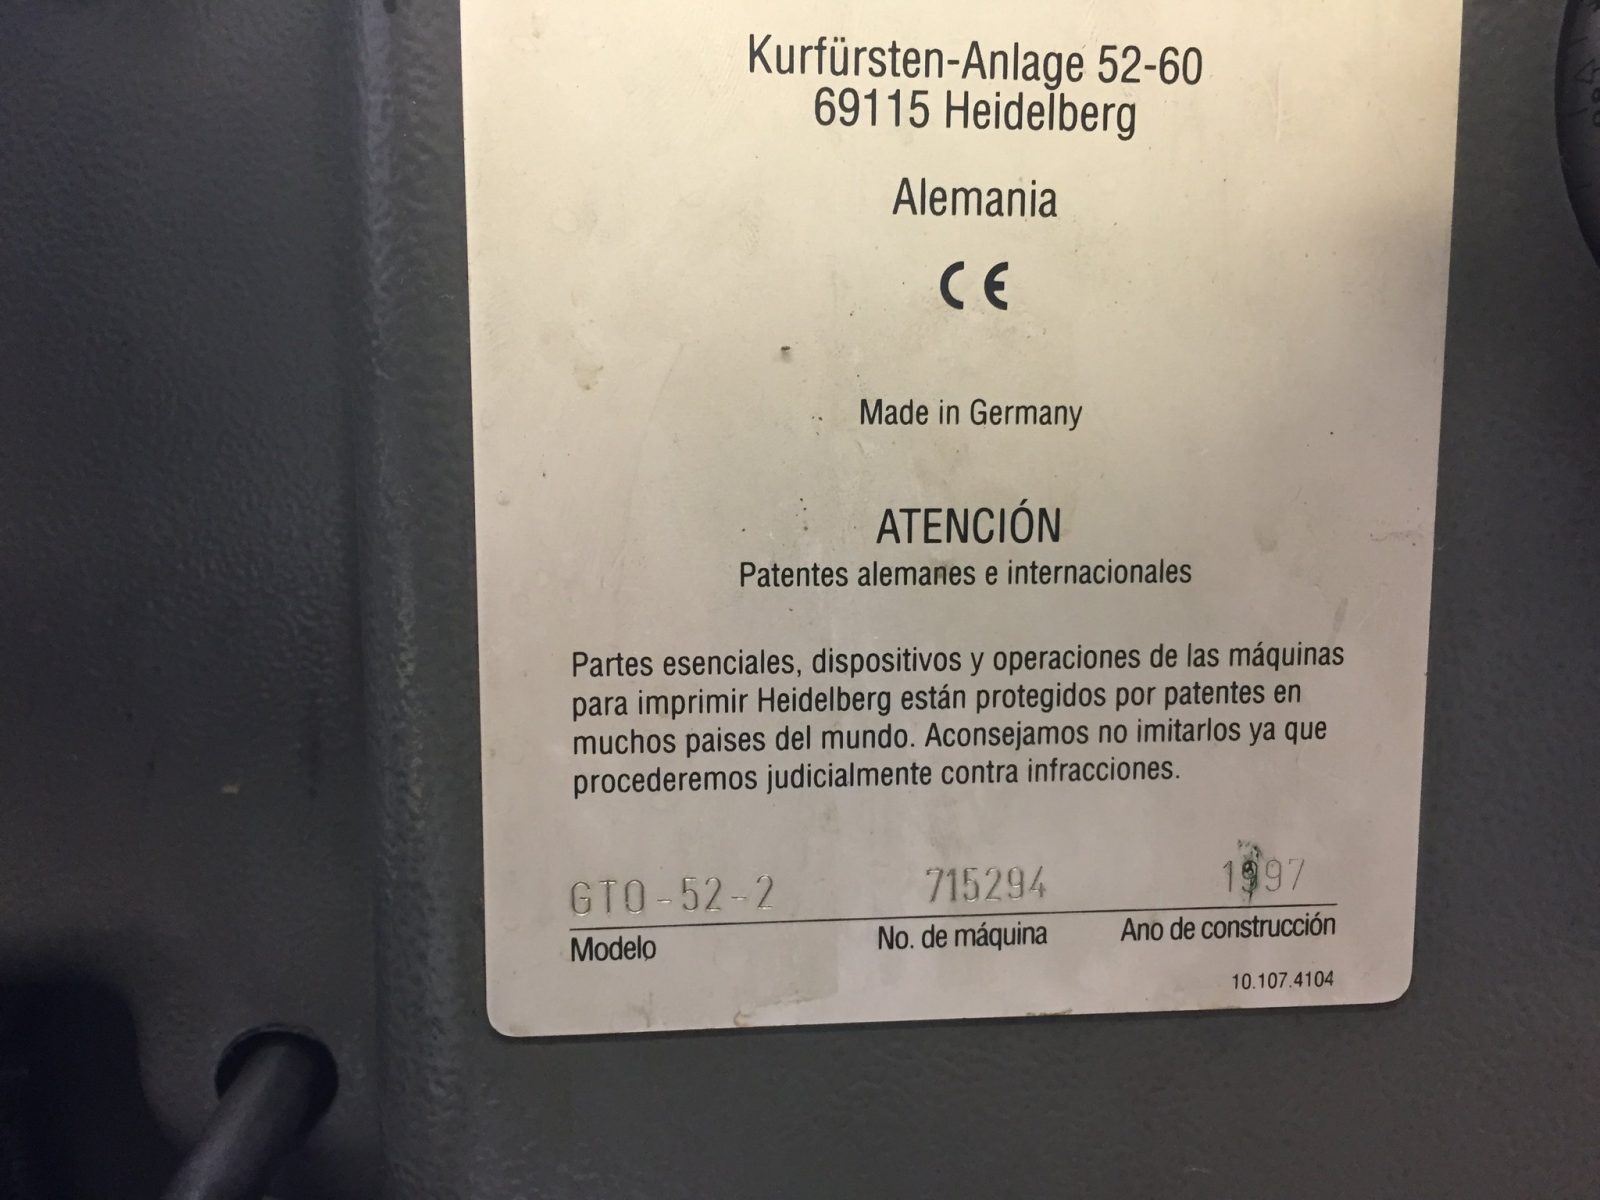 Kurfürsten-Anlage 52-60
69115 Heidelberg
Alemania
CE
Made in Germany
ATENCIÓN
Patentes alemanes e internacionales
Partes esenciales, dispositivos y operaciones de las máquinas
para imprimir Heidelberg están protegidos por patentes en
muchos paises del mundo. Aconsejamos no imitarlos ya que
procederemos judicialmente contra infracciones.
GTO-52-2 715294 1997
Modelo No. de máquina Ano de construcción
10.107.4104